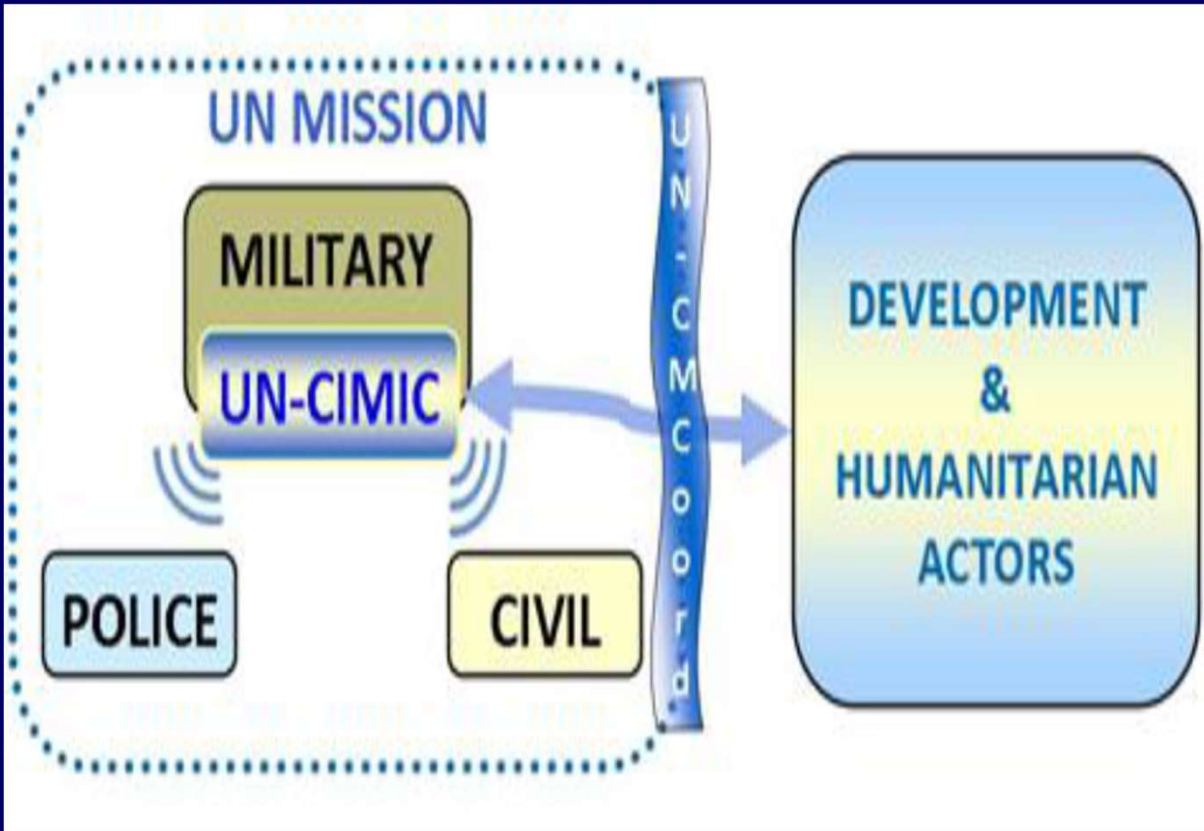 UN MISSION
MILITARY
UN-CIMIC
POLICE
CIVIL
UN-CMCoord
DEVELOPMENT
&
HUMANITARIAN
ACTORS